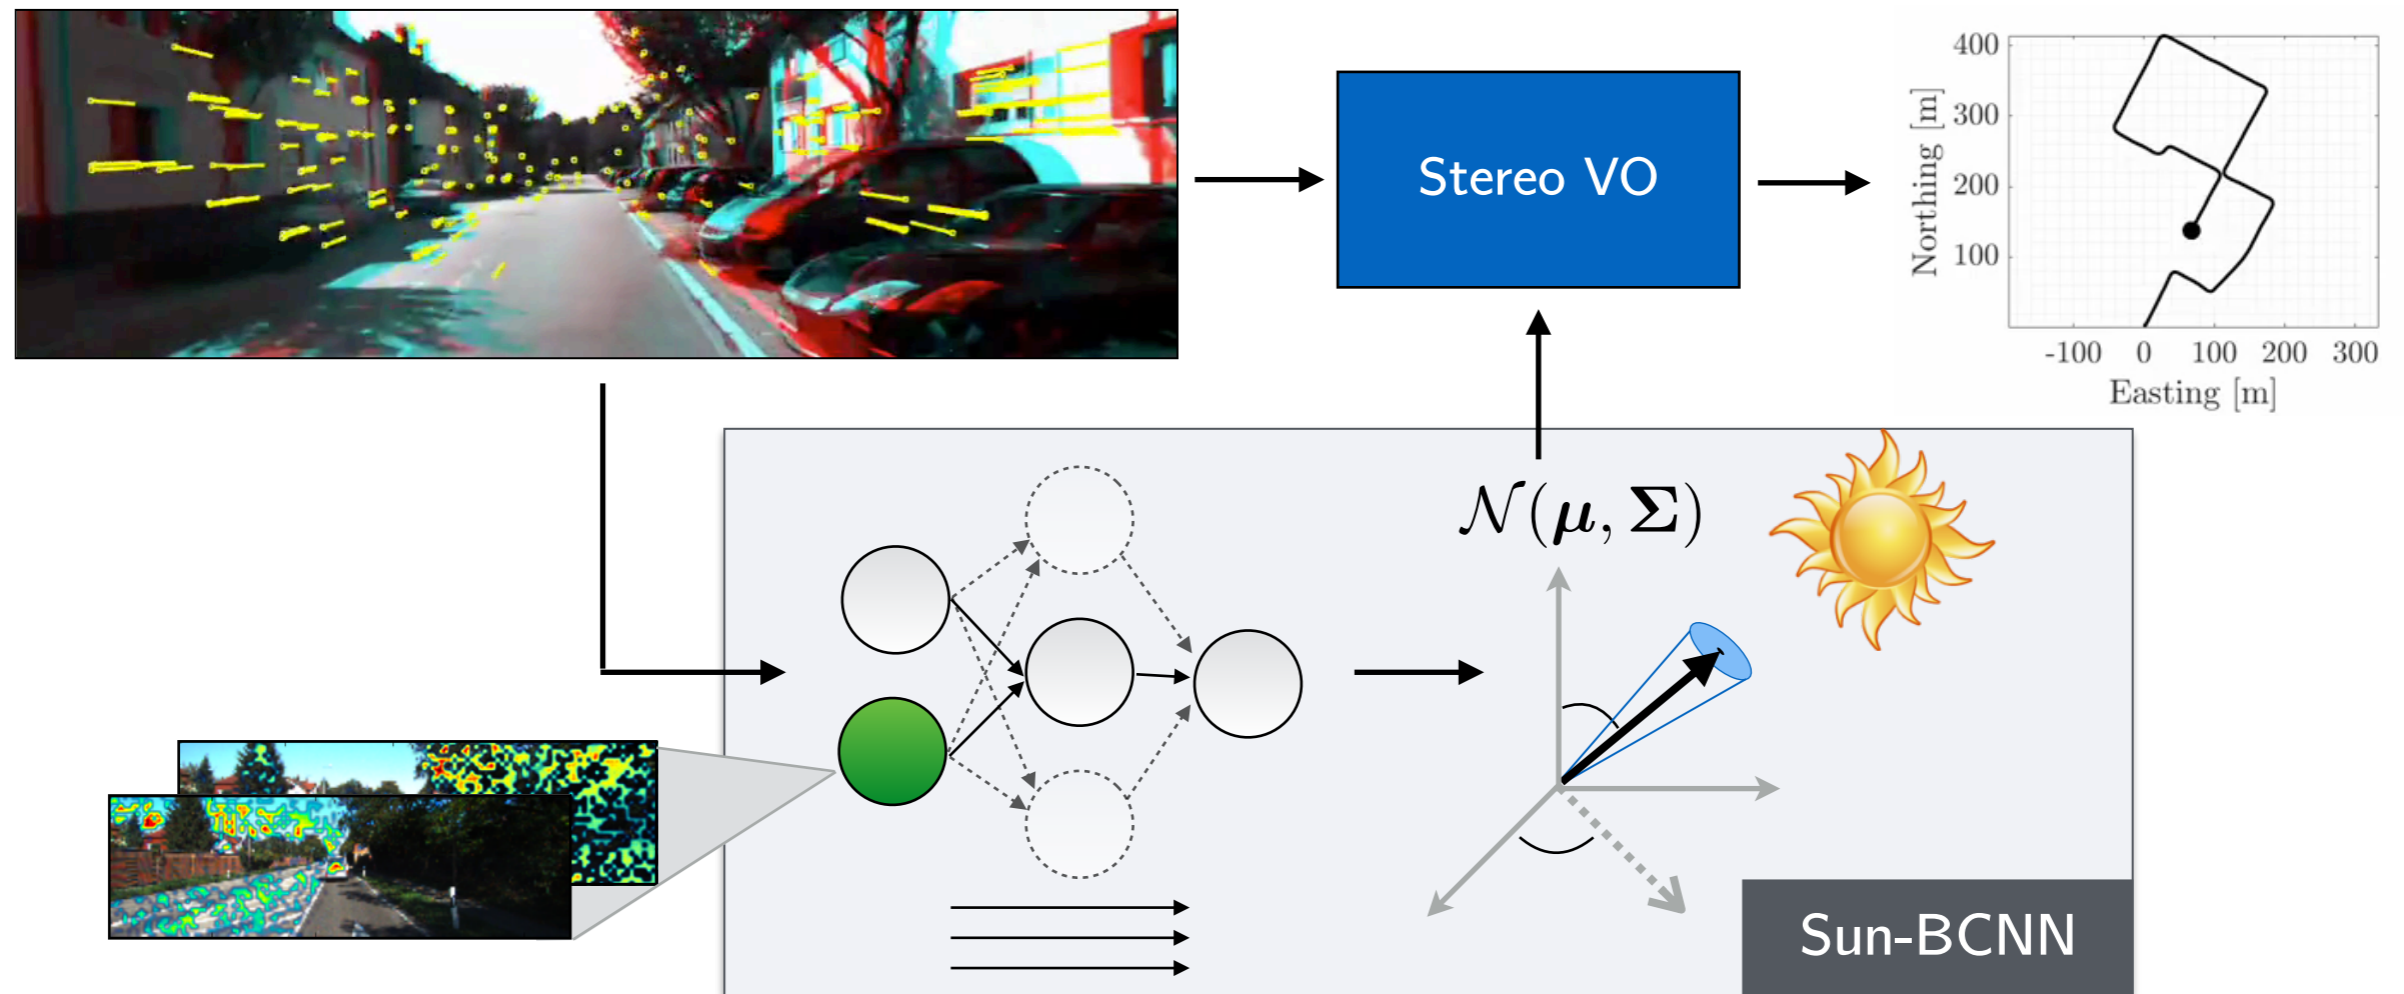 Stereo VO
Northing [m]
400
300
200
100
-100 0 100 200 300
Easting [m]
𝒩(μ, Σ)
Sun-BCNN